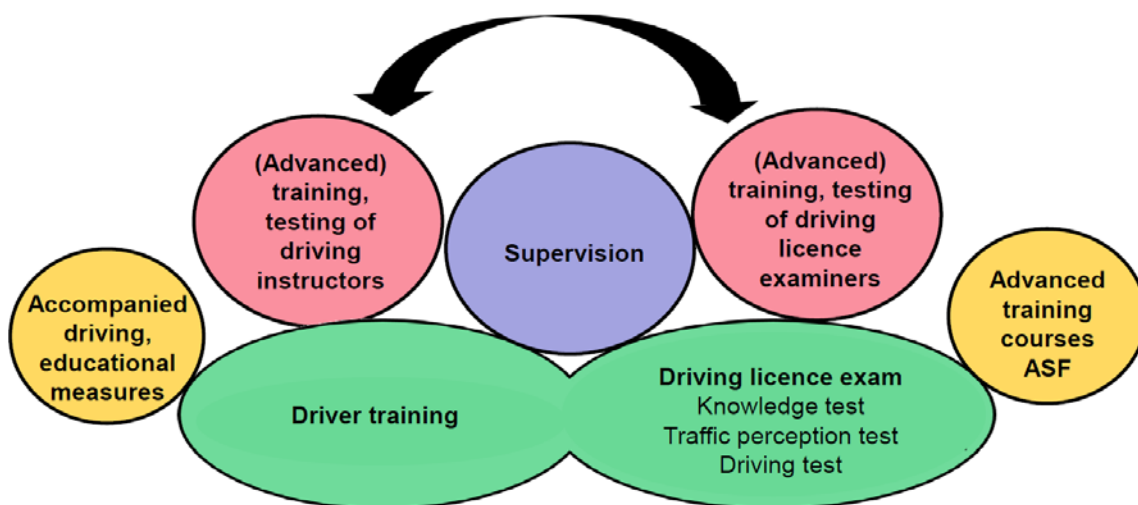 (Advanced)
training,
testing of
driving
instructors
Supervision
(Advanced)
training, testing
of driving
licence
examiners
Accompanied
driving,
educational
measures
Advanced
training
courses
ASF
Driver training
Driving licence exam
Knowledge test
Traffic perception test
Driving test